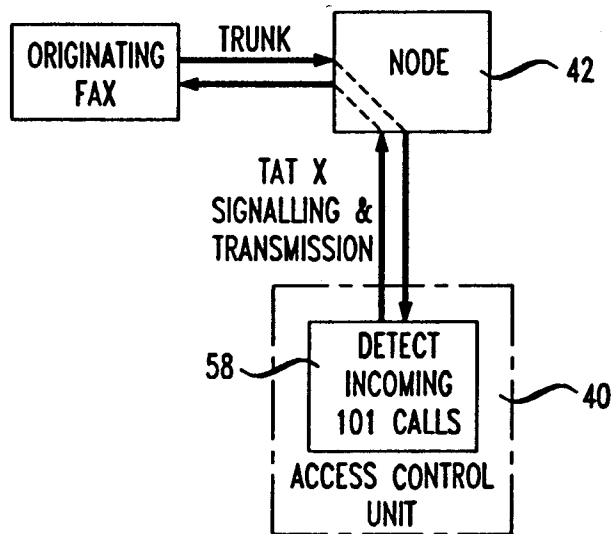 ORIGINATING
FAX
TRUNK
NODE
42
TAT X
SIGNALLING &
TRANSMISSION
58
DETECT
INCOMING
101 CALLS
40
ACCESS CONTROL
UNIT